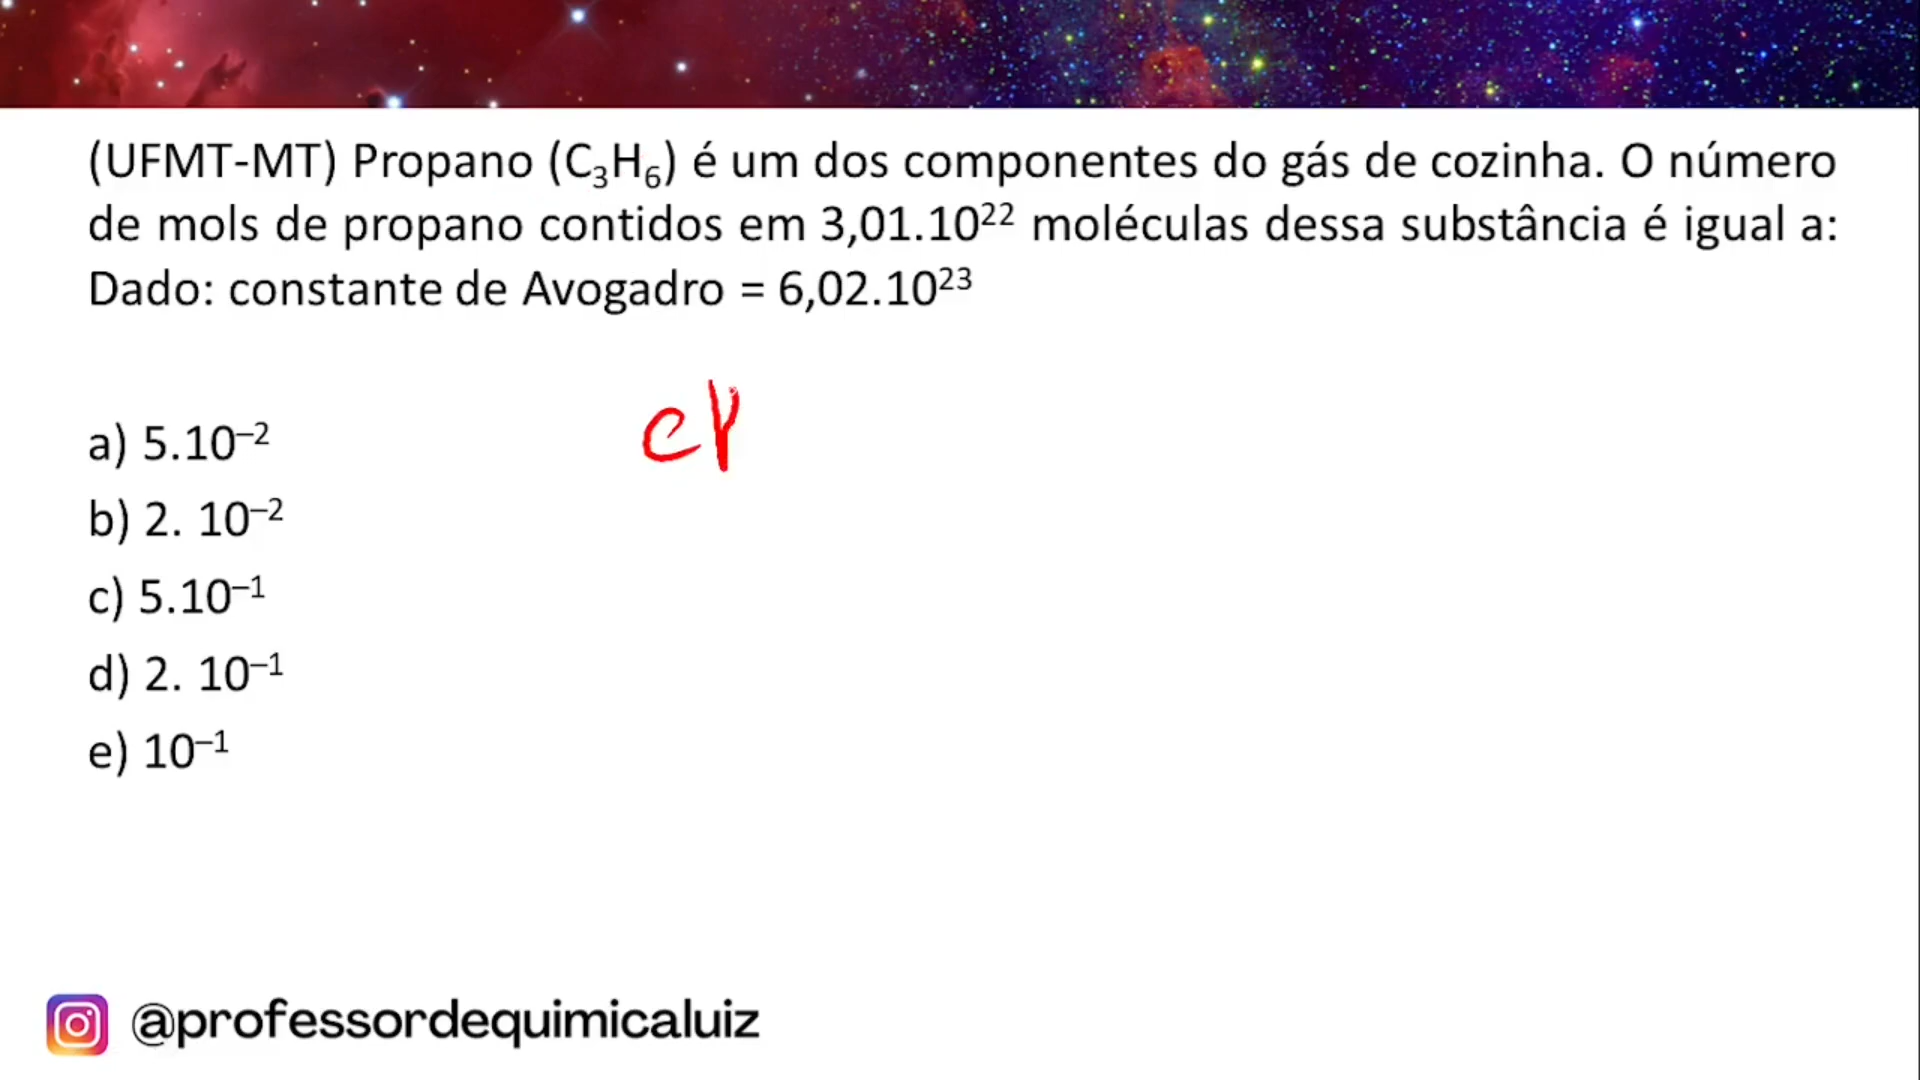 (UFMT-MT) Propano (C₃H₆) é um dos componentes do gás de cozinha. O número
de mols de propano contidos em 3,01.10²² moléculas dessa substância é igual a:
Dado: constante de Avogadro = 6,02.10²³
a) 5.10⁻²
b) 2. 10⁻²
c) 5.10⁻¹
d) 2. 10⁻¹
e) 10⁻¹
@professordequimicaluiz